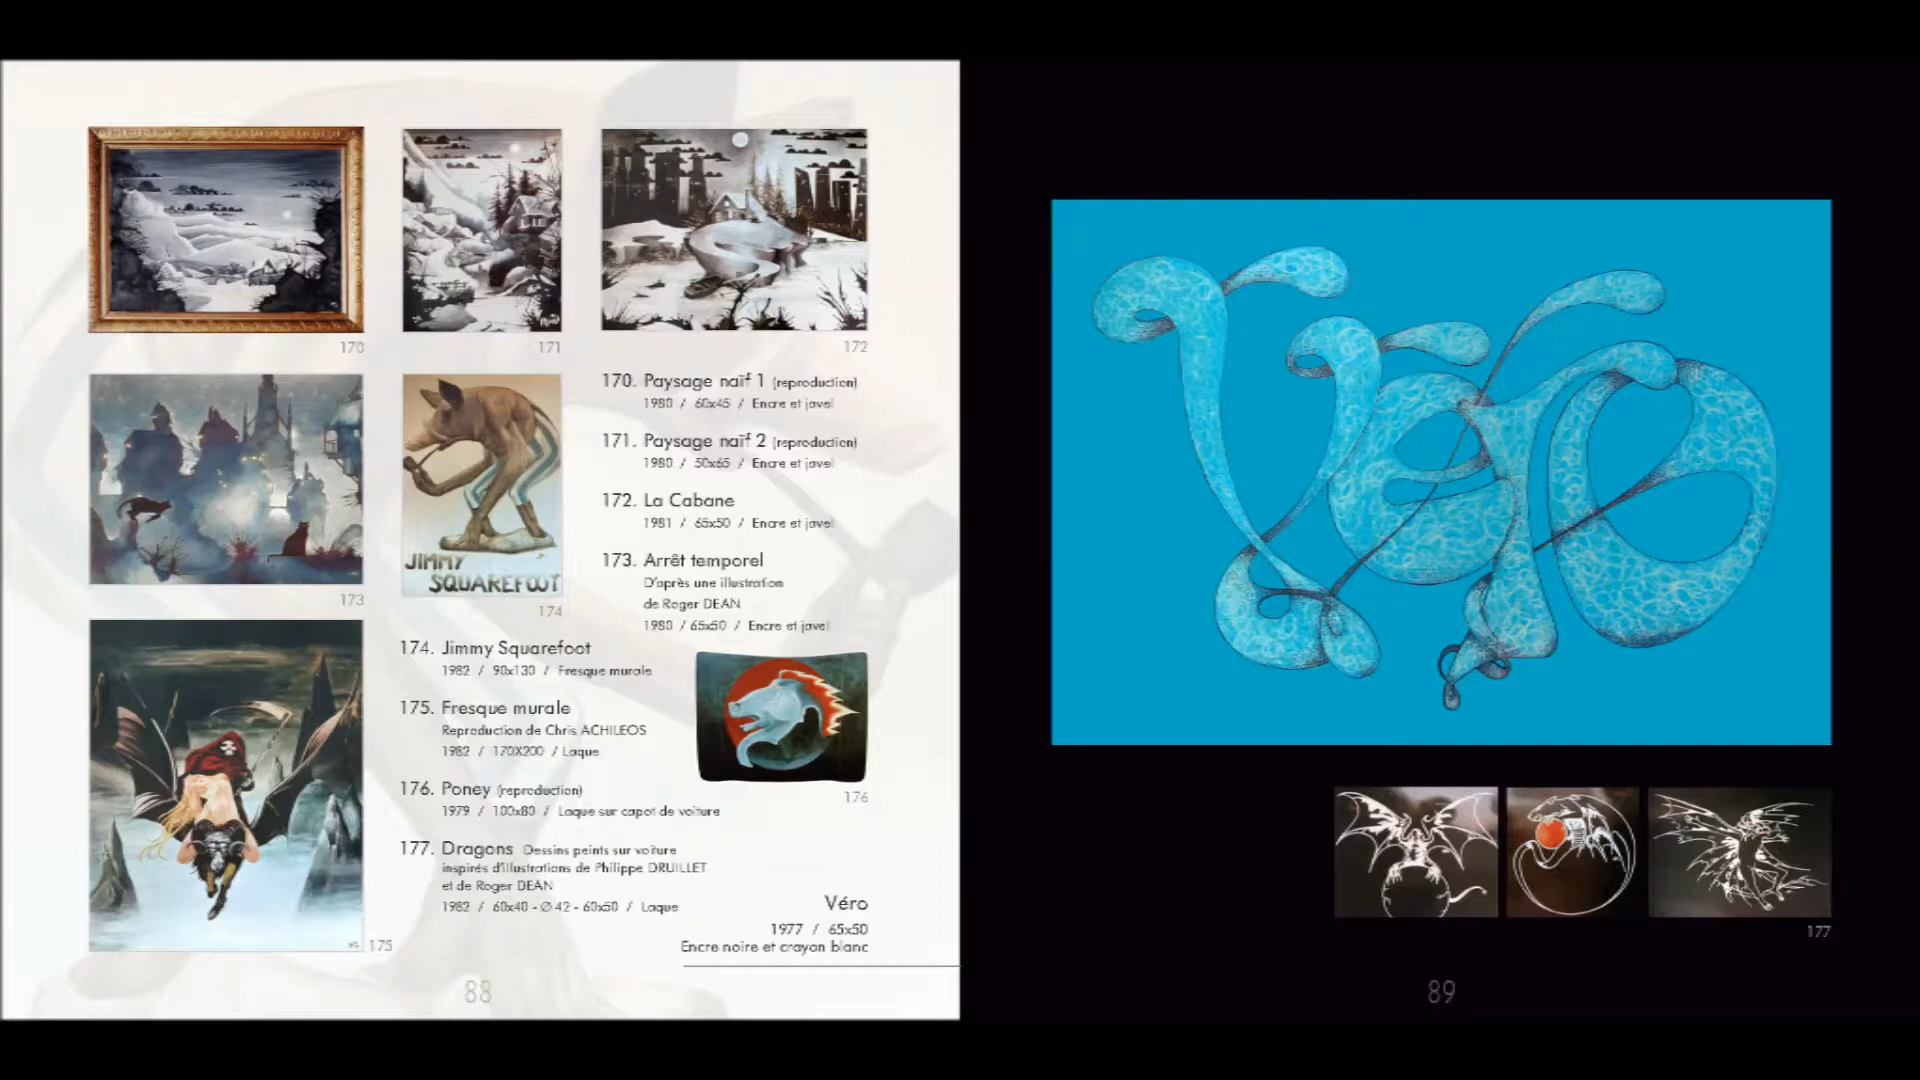 170
171
172
173
JIMMY
SQUAREFOOT
174
170. Paysage naïf 1 (reproduction)
1980 / 60x45 / Encre et javel
171. Paysage naïf 2 (reproduction)
1980 / 50x65 / Encre et javel
172. La Cabane
1981 / 65x50 / Encre et javel
173. Arrêt temporel
D'après une illustration
de Roger DEAN
1980 / 65x50 / Encre et javel
174. Jimmy Squarefoot
1982 / 90x130 / Fresque murale
175. Fresque murale
Reproduction de Chris ACHILEOS
1982 / 170X200 / Laque
176. Poney (reproduction)
1979 / 100x80 / Laque sur capot de voiture
177. Dragons Dessins peints sur voiture
inspirés d'illustrations de Philippe DRUILLET
et de Roger DEAN
1982 / 60x40 - Ø 42 - 60x50 / Laque
176
175
Véro
1977 / 65x50
Encre noire et crayon blanc
88
Véro
177
89